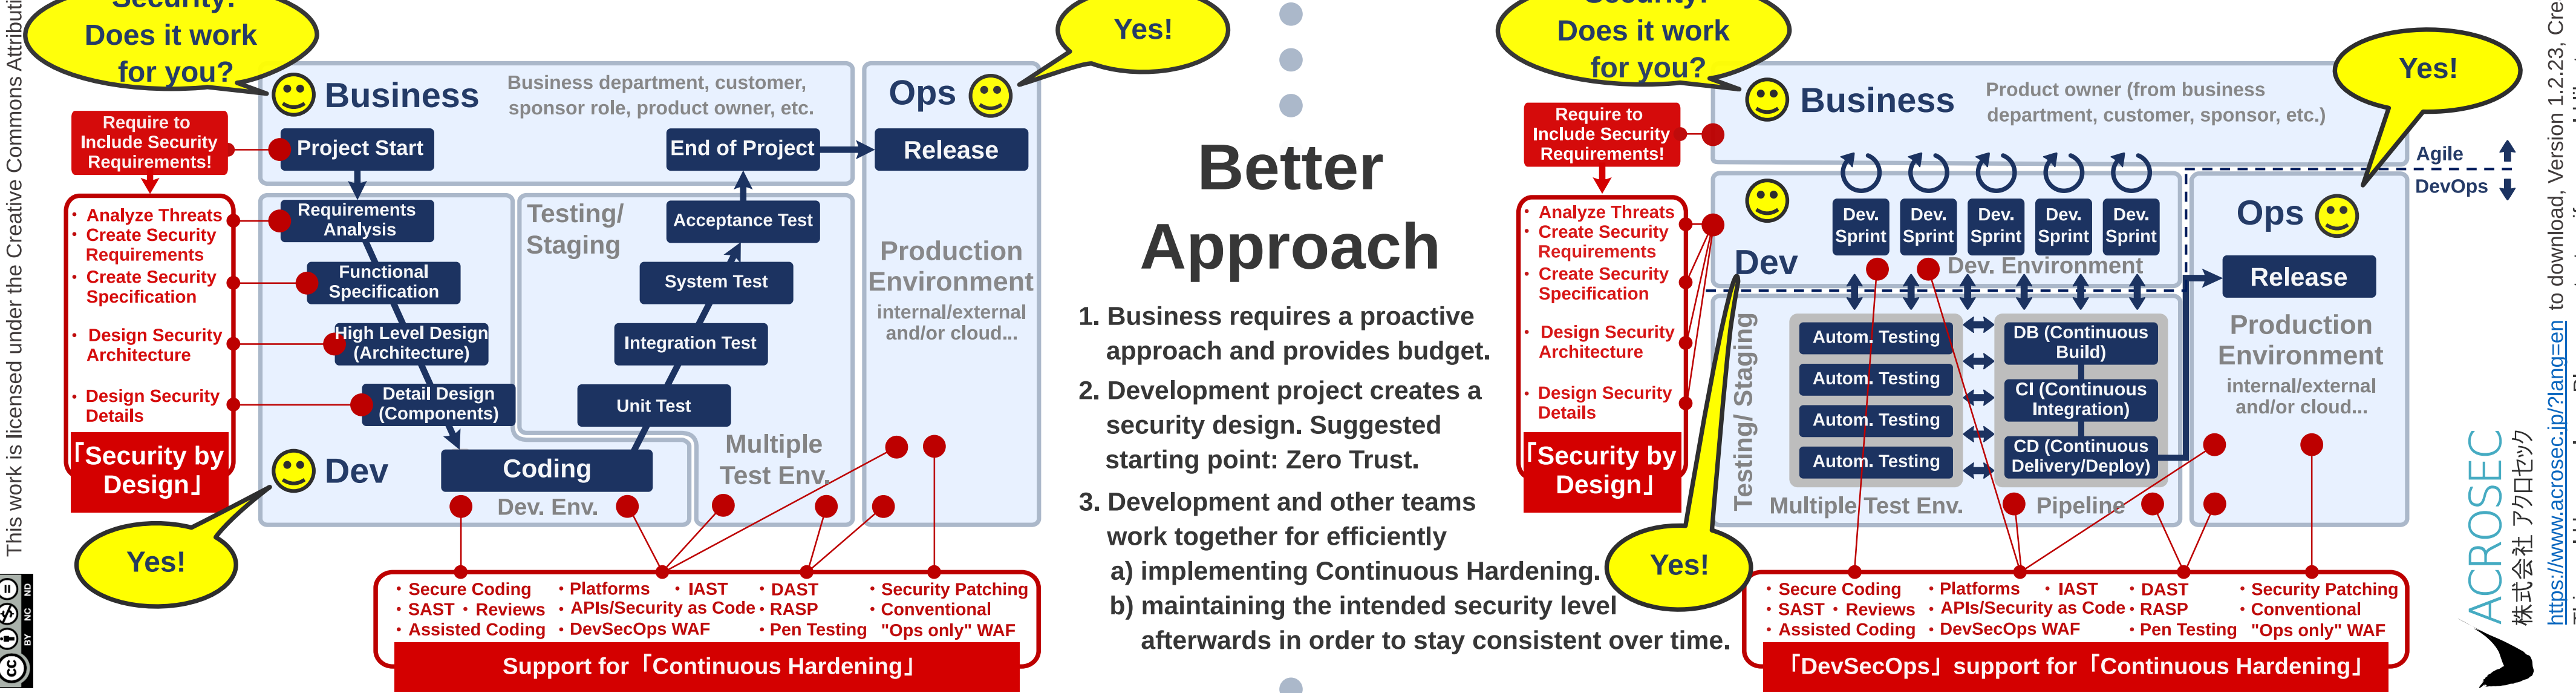 This work is licensed under the Creative Commons Attributi
Does it work
for you?
Yes!
Business
Business department, customer,
sponsor role, product owner, etc.
Ops
Require to
Include Security
Requirements!
Project Start
End of Project
Release
・ Analyze Threats
・ Create Security
Requirements
・ Create Security
Specification
・ Design Security
Architecture
・ Design Security
Details
「Security by
Design」
Requirements
Analysis
Functional
Specification
High Level Design
(Architecture)
Detail Design
(Components)
Coding
Dev
Dev. Env.
Testing/
Staging
Acceptance Test
System Test
Integration Test
Unit Test
Multiple
Test Env.
Production
Environment
internal/external
and/or cloud...
Yes!
・Secure Coding
・SAST・Reviews
・Assisted Coding
・Platforms ・IAST
・APIs/Security as Code
・DevSecOps WAF
・DAST
・RASP
・Pen Testing
・Security Patching
・Conventional
"Ops only" WAF
Support for「Continuous Hardening」
cc
BY NC ND
Better
Approach
1. Business requires a proactive
approach and provides budget.
2. Development project creates a
security design. Suggested
starting point: Zero Trust.
3. Development and other teams
work together for efficiently
a) implementing Continuous Hardening.
b) maintaining the intended security level
afterwards in order to stay consistent over time.
Does it work
for you?
Yes!
Business
Product owner (from business
department, customer, sponsor, etc.)
Require to
Include Security
Requirements!
Agile
DevOps
・ Analyze Threats
・ Create Security
Requirements
・ Create Security
Specification
・ Design Security
Architecture
・ Design Security
Details
「Security by
Design」
Dev
Dev.
Sprint
Dev.
Sprint
Dev.
Sprint
Dev.
Sprint
Dev.
Sprint
Dev. Environment
Ops
Release
Production
Environment
internal/external
and/or cloud...
Testing/ Staging
Autom. Testing
Autom. Testing
Autom. Testing
Autom. Testing
DB (Continuous
Build)
CI (Continuous
Integration)
CD (Continuous
Delivery/Deploy)
Multiple Test Env.
Pipeline
Yes!
・Secure Coding
・SAST・Reviews
・Assisted Coding
・Platforms ・IAST
・APIs/Security as Code
・DevSecOps WAF
・DAST
・RASP
・Pen Testing
・Security Patching
・Conventional
"Ops only" WAF
「DevSecOps」support for「Continuous Hardening」
ACROSEC
株式会社 アクロセック
https://www.acrosec.jp/?lang=en to download, Version 1.2.23, Cre